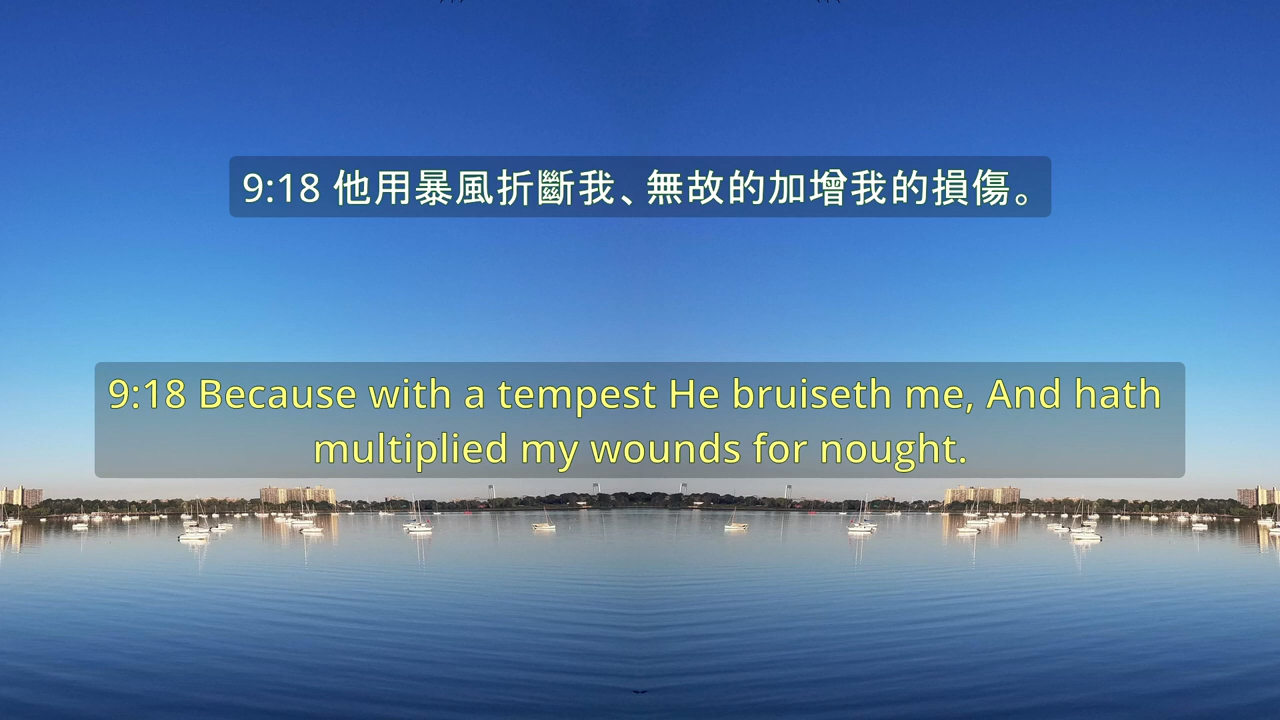 9:18 他用暴風折斷我、無故的加增我的損傷。
9:18 Because with a tempest He bruiseth me, And hath
multiplied my wounds for nought.